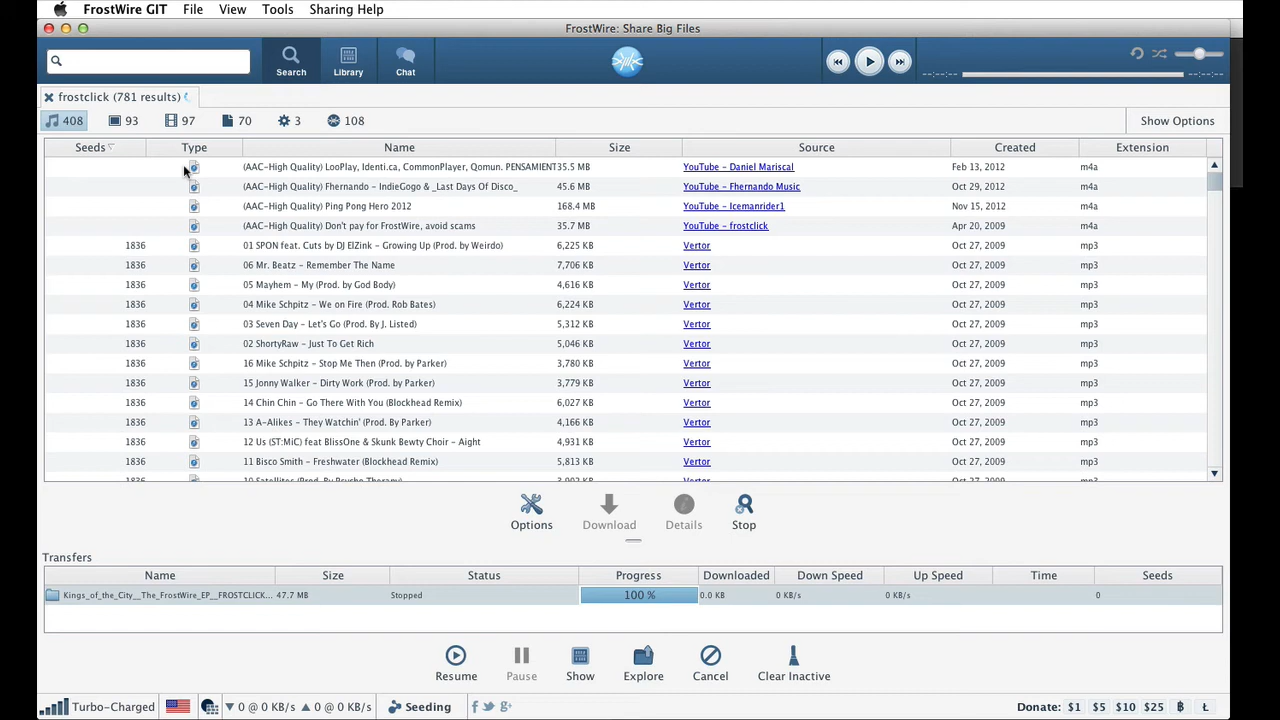 FrostWire GIT File View Tools Sharing Help
FrostWire: Share Big Files
Search Library Chat
--:--:-- --:--:--
frostclick (781 results)
408 93 97 70 3 108 Show Options
Seeds Type Name Size Source Created Extension
(AAC-High Quality) LooPlay, Identi.ca, CommonPlayer, Qomun. PENSAMIENT 35.5 MB YouTube - Daniel Mariscal Feb 13, 2012 m4a
(AAC-High Quality) Fhernando - IndieGogo & _Last Days Of Disco_ 45.6 MB YouTube - Fhernando Music Oct 29, 2012 m4a
(AAC-High Quality) Ping Pong Hero 2012 168.4 MB YouTube - Icemanrider1 Nov 15, 2012 m4a
(AAC-High Quality) Don't pay for FrostWire, avoid scams 35.7 MB YouTube - frostclick Apr 20, 2009 m4a
1836 01 SPON feat. Cuts by DJ ElZink - Growing Up (Prod. by Weirdo) 6,225 KB Vertor Oct 27, 2009 mp3
1836 06 Mr. Beatz - Remember The Name 7,706 KB Vertor Oct 27, 2009 mp3
1836 05 Mayhem - My (Prod. by God Body) 4,616 KB Vertor Oct 27, 2009 mp3
1836 04 Mike Schpitz - We on Fire (Prod. Rob Bates) 6,224 KB Vertor Oct 27, 2009 mp3
1836 03 Seven Day - Let's Go (Prod. By J. Listed) 5,312 KB Vertor Oct 27, 2009 mp3
1836 02 ShortyRaw - Just To Get Rich 5,046 KB Vertor Oct 27, 2009 mp3
1836 16 Mike Schpitz - Stop Me Then (Prod. by Parker) 3,780 KB Vertor Oct 27, 2009 mp3
1836 15 Jonny Walker - Dirty Work (Prod. by Parker) 3,779 KB Vertor Oct 27, 2009 mp3
1836 14 Chin Chin - Go There With You (Blockhead Remix) 6,027 KB Vertor Oct 27, 2009 mp3
1836 13 A-Alikes - They Watchin' (Prod. By Parker) 4,166 KB Vertor Oct 27, 2009 mp3
1836 12 Us (ST:MiC) feat BlissOne & Skunk Bewty Choir - Aight 4,931 KB Vertor Oct 27, 2009 mp3
1836 11 Bisco Smith - Freshwater (Blockhead Remix) 5,813 KB Vertor Oct 27, 2009 mp3
1836 10 Satellites (Prod. By Psycho Therapy) 3,902 KB Vertor Oct 27, 2009 mp3
Options Download Details Stop
Transfers
Name Size Status Progress Downloaded Down Speed Up Speed Time Seeds
Kings_of_the_City__The_FrostWire_EP__FROSTCLICK... 47.7 MB Stopped 100 % 0.0 KB 0 KB/s 0 KB/s 0
Resume Pause Show Explore Cancel Clear Inactive
Turbo-Charged 0 @ 0 KB/s 0 @ 0 KB/s Seeding Donate: $1 $5 $10 $25 Ł